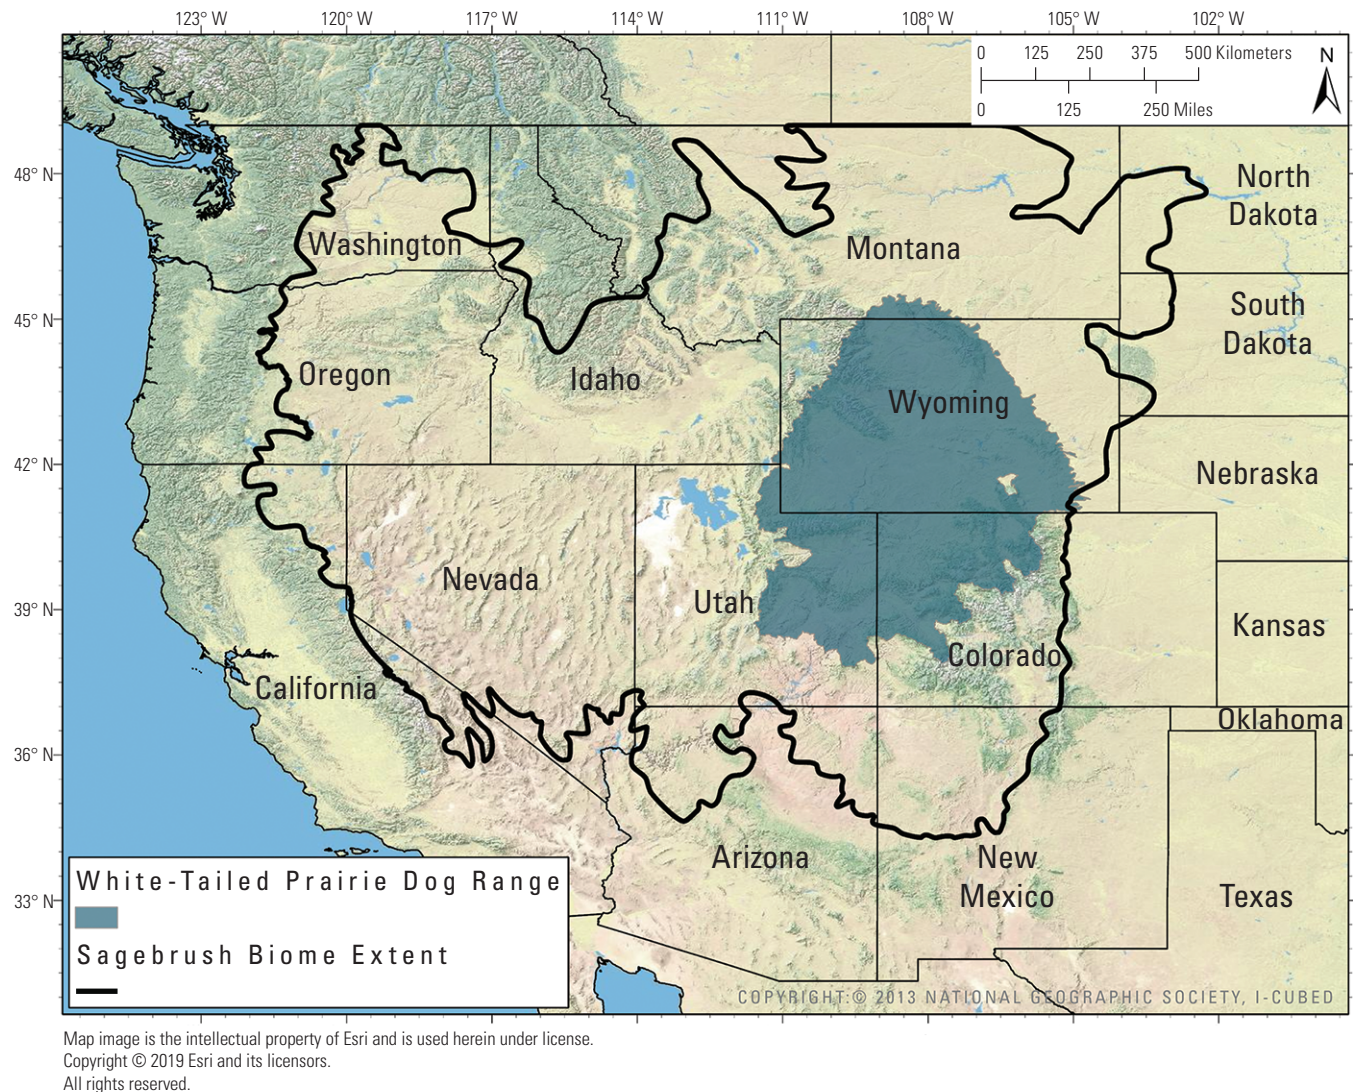 123° W 120° W 117° W 114° W 111° W 108° W 105° W 102° W
0 125 250 375 500 Kilometers
0 125 250 Miles
N
48° N
45° N
42° N
39° N
36° N
33° N
Washington
Montana
North
Dakota
Oregon
Idaho
Wyoming
South
Dakota
Nebraska
Nevada
Utah
Colorado
Kansas
California
Oklahoma
Arizona
New
Mexico
Texas
White-Tailed Prairie Dog Range
Sagebrush Biome Extent
COPYRIGHT:© 2013 NATIONAL GEOGRAPHIC SOCIETY, I-CUBED
Map image is the intellectual property of Esri and is used herein under license.
Copyright © 2019 Esri and its licensors.
All rights reserved.